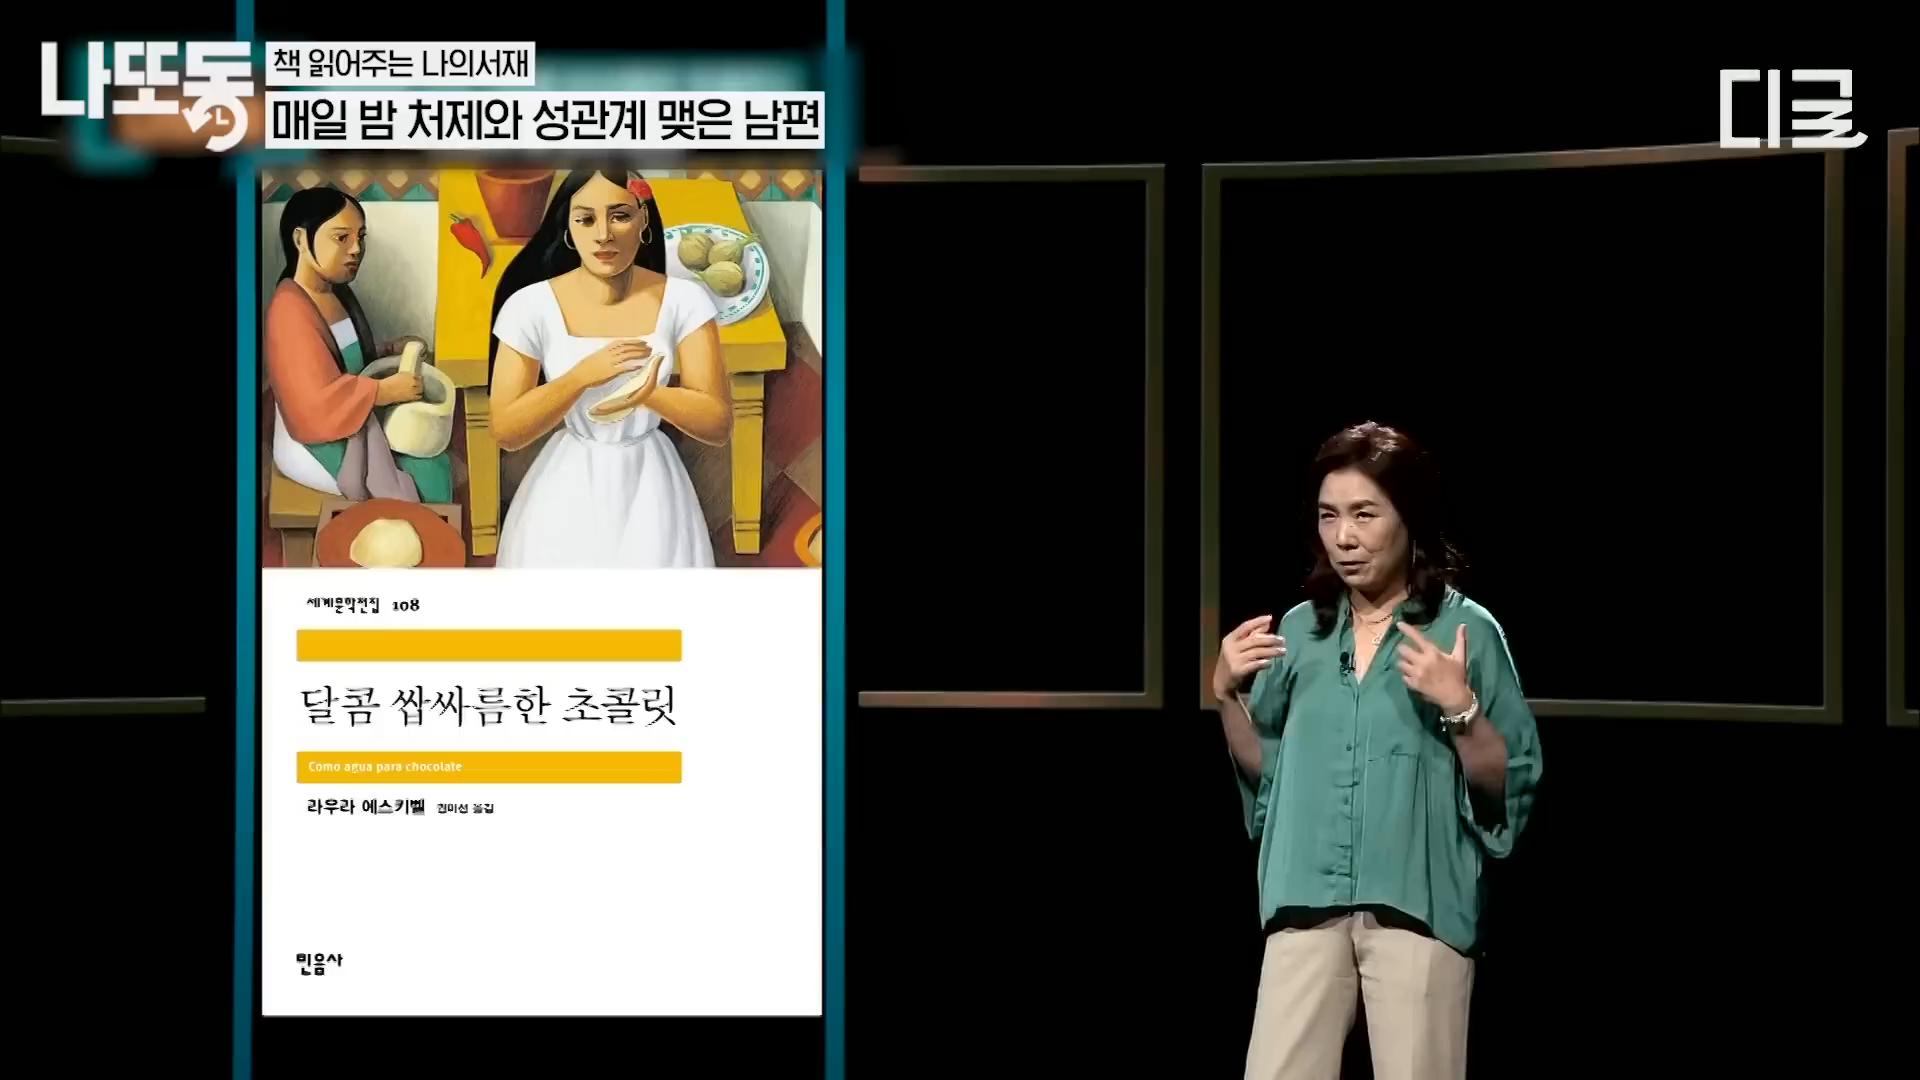 나또동
책 읽어주는 나의서재
매일 밤 처제와 성관계 맺은 남편
디글
세계문학전집 108
달콤 쌉싸름한 초콜릿
Como agua para chocolate
라우라 에스키벨 권미선 옮김
민음사